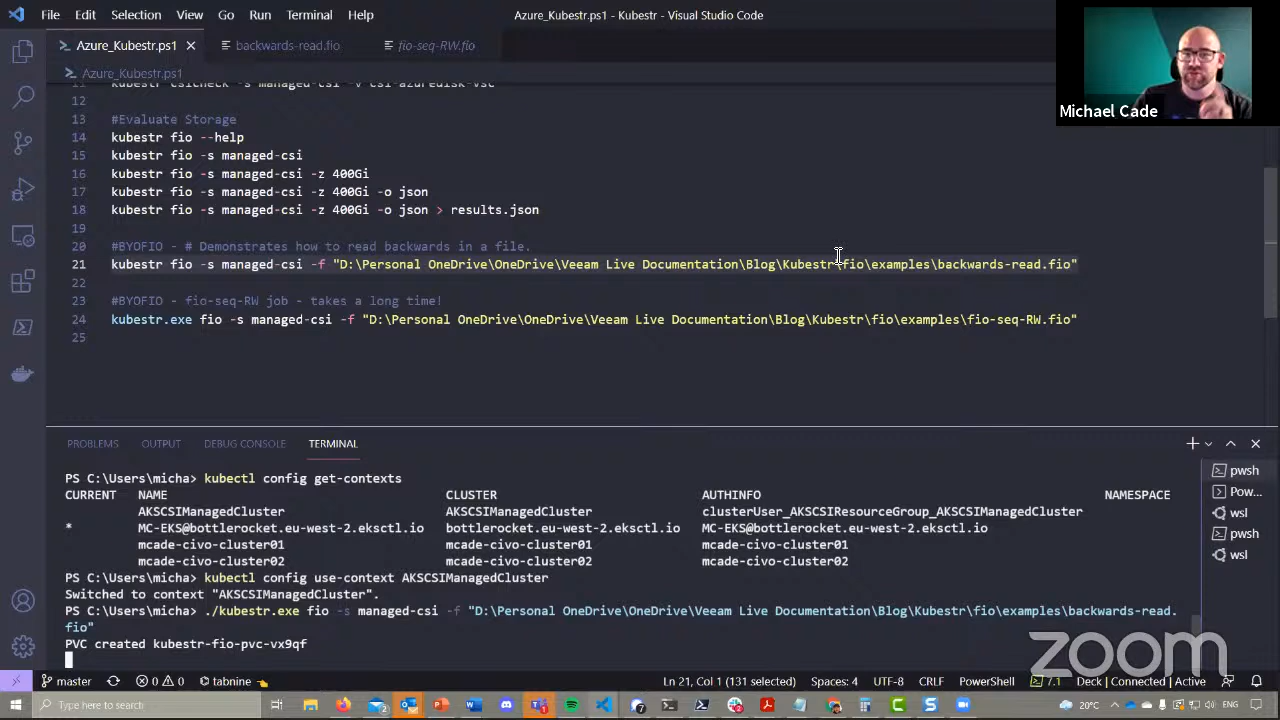 File Edit Selection View Go Run Terminal Help
Azure_Kubestr.ps1 - Kubestr - Visual Studio Code
Azure_Kubestr.ps1
backwards-read.fio
fio-seq-RW.fio
Azure_Kubestr.ps1
Michael Cade
11 kubestr csicheck -s managed-csi -v csi-azuredisk-vsc
12
13 #Evaluate Storage
14 kubestr fio --help
15 kubestr fio -s managed-csi
16 kubestr fio -s managed-csi -z 400Gi
17 kubestr fio -s managed-csi -z 400Gi -o json
18 kubestr fio -s managed-csi -z 400Gi -o json > results.json
19
20 #BYOFIO - # Demonstrates how to read backwards in a file.
21 kubestr fio -s managed-csi -f "D:\Personal OneDrive\OneDrive\Veeam Live Documentation\Blog\Kubestr\fio\examples\backwards-read.fio"
22
23 #BYOFIO - fio-seq-RW job - takes a long time!
24 kubestr.exe fio -s managed-csi -f "D:\Personal OneDrive\OneDrive\Veeam Live Documentation\Blog\Kubestr\fio\examples\fio-seq-RW.fio"
25
PROBLEMS OUTPUT DEBUG CONSOLE TERMINAL
PS C:\Users\micha> kubectl config get-contexts
CURRENT NAME CLUSTER AUTHINFO NAMESPACE
AKSCSIManagedCluster AKSCSIManagedCluster clusterUser_AKSCSIResourceGroup_AKSCSIManagedCluster
* MC-EKS@bottlerocket.eu-west-2.eksctl.io bottlerocket.eu-west-2.eksctl.io MC-EKS@bottlerocket.eu-west-2.eksctl.io
mcade-civo-cluster01 mcade-civo-cluster01 mcade-civo-cluster01
mcade-civo-cluster02 mcade-civo-cluster02 mcade-civo-cluster02
PS C:\Users\micha> kubectl config use-context AKSCSIManagedCluster
Switched to context "AKSCSIManagedCluster".
PS C:\Users\micha> ./kubestr.exe fio -s managed-csi -f "D:\Personal OneDrive\OneDrive\Veeam Live Documentation\Blog\Kubestr\fio\examples\backwards-read.
fio"
PVC created kubestr-fio-pvc-vx9qf
pwsh
Pow...
wsl
pwsh
wsl
zoom
master 0 0 tabnine Ln 21, Col 1 (131 selected) Spaces: 4 UTF-8 CRLF PowerShell 7.1 Deck | Connected | Active
Type here to search
20°C ENG